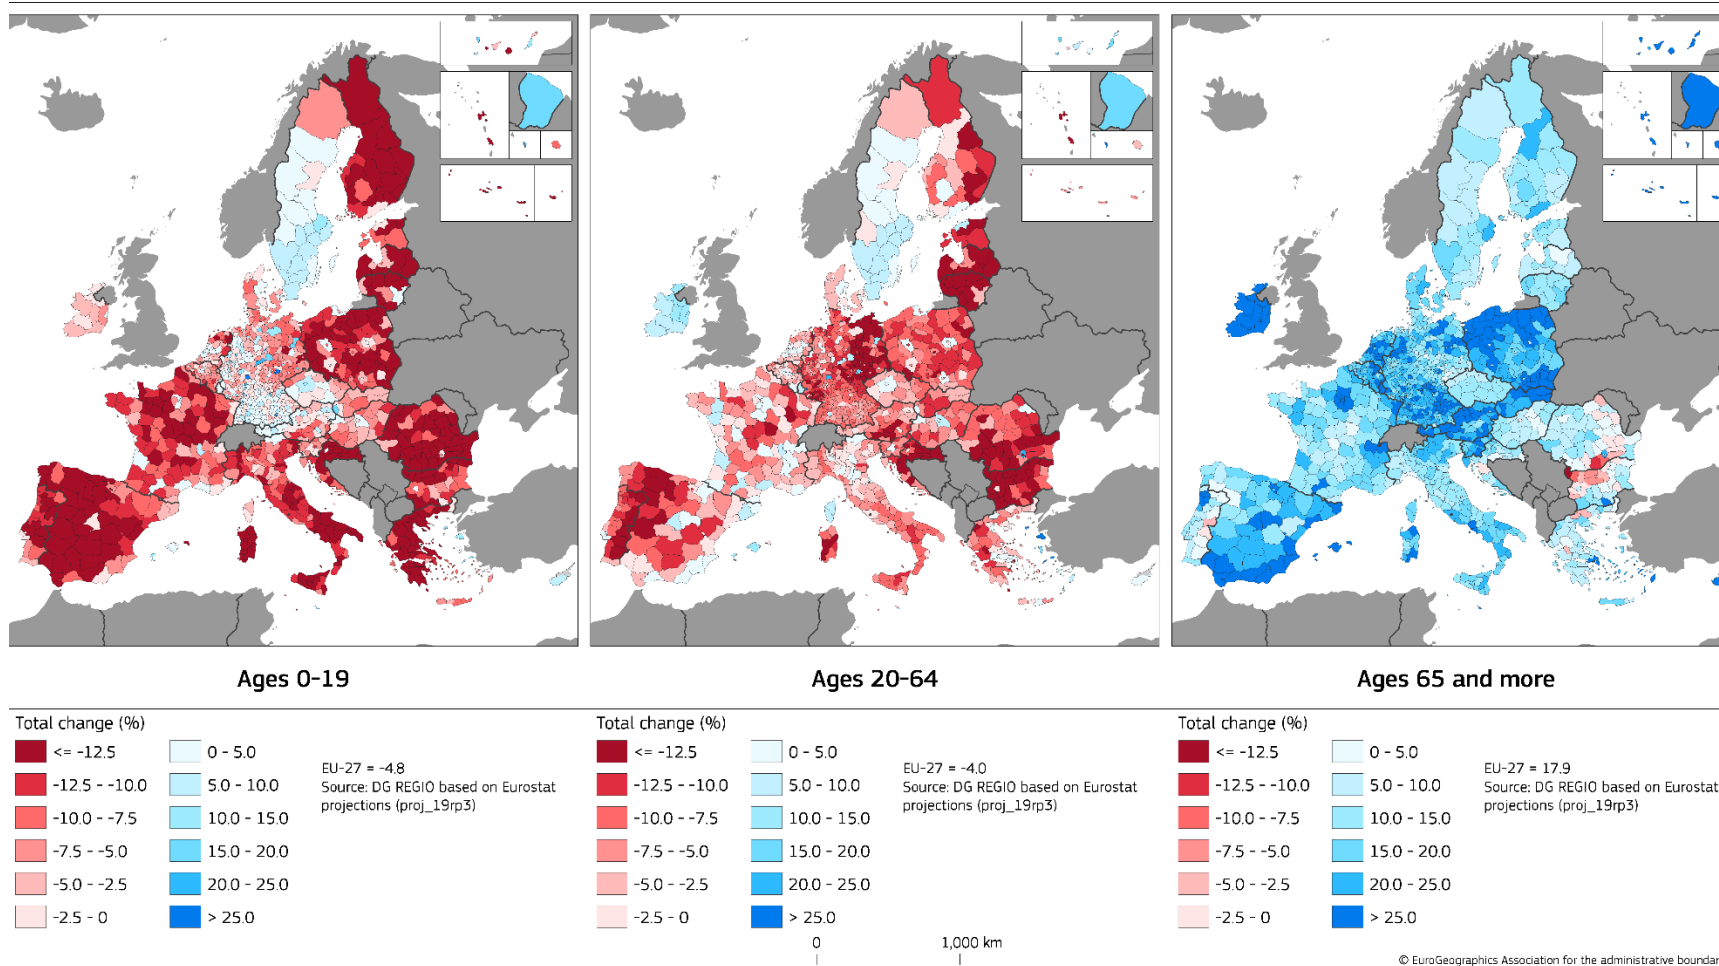 Ages 0-19
Ages 20-64
Ages 65 and more
Total change (%)
<= -12.5
-12.5 - -10.0
-10.0 - -7.5
-7.5 - -5.0
-5.0 - -2.5
-2.5 - 0
0 - 5.0
5.0 - 10.0
10.0 - 15.0
15.0 - 20.0
20.0 - 25.0
> 25.0
EU-27 = -4.8
Source: DG REGIO based on Eurostat
projections (proj_19rp3)
Total change (%)
<= -12.5
-12.5 - -10.0
-10.0 - -7.5
-7.5 - -5.0
-5.0 - -2.5
-2.5 - 0
0 - 5.0
5.0 - 10.0
10.0 - 15.0
15.0 - 20.0
20.0 - 25.0
> 25.0
EU-27 = -4.0
Source: DG REGIO based on Eurostat
projections (proj_19rp3)
Total change (%)
<= -12.5
-12.5 - -10.0
-10.0 - -7.5
-7.5 - -5.0
-5.0 - -2.5
-2.5 - 0
0 - 5.0
5.0 - 10.0
10.0 - 15.0
15.0 - 20.0
20.0 - 25.0
> 25.0
EU-27 = 17.9
Source: DG REGIO based on Eurostat
projections (proj_19rp3)
0
1,000 km
© EuroGeographics Association for the administrative boundar